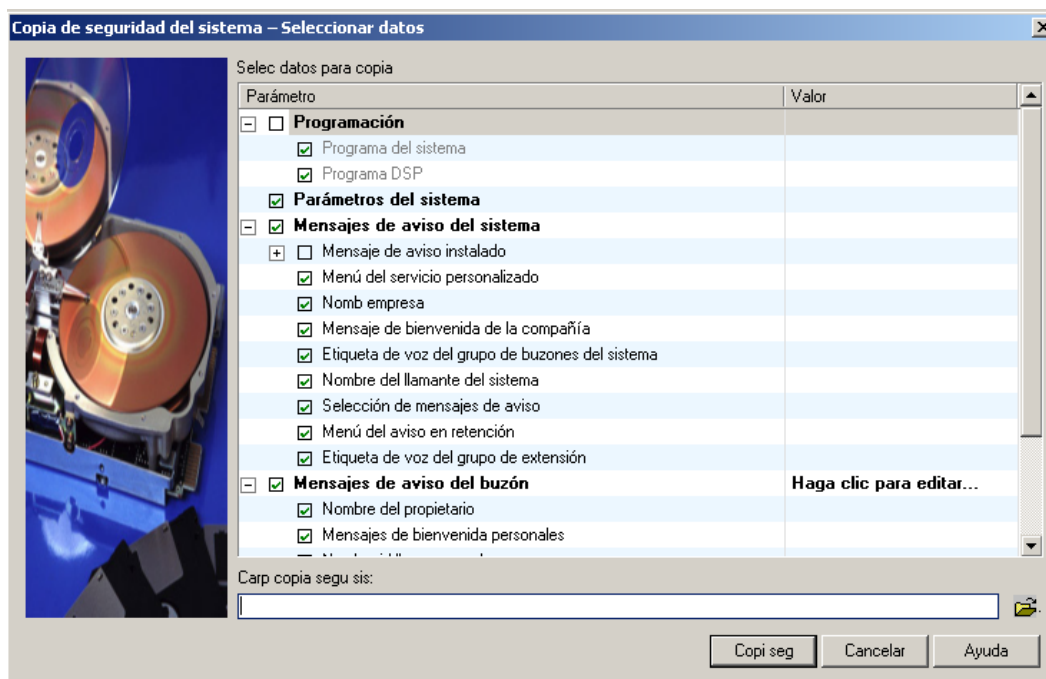 Copia de seguridad del sistema – Seleccionar datos
Selec datos para copia
Parámetro Valor
Programación
Programa del sistema
Programa DSP
Parámetros del sistema
Mensajes de aviso del sistema
Mensaje de aviso instalado
Menú del servicio personalizado
Nomb empresa
Mensaje de bienvenida de la compañía
Etiqueta de voz del grupo de buzones del sistema
Nombre del llamante del sistema
Selección de mensajes de aviso
Menú del aviso en retención
Etiqueta de voz del grupo de extensión
Mensajes de aviso del buzón Haga clic para editar...
Nombre del propietario
Mensajes de bienvenida personales
Carp copia segu sis:
Copi seg Cancelar Ayuda